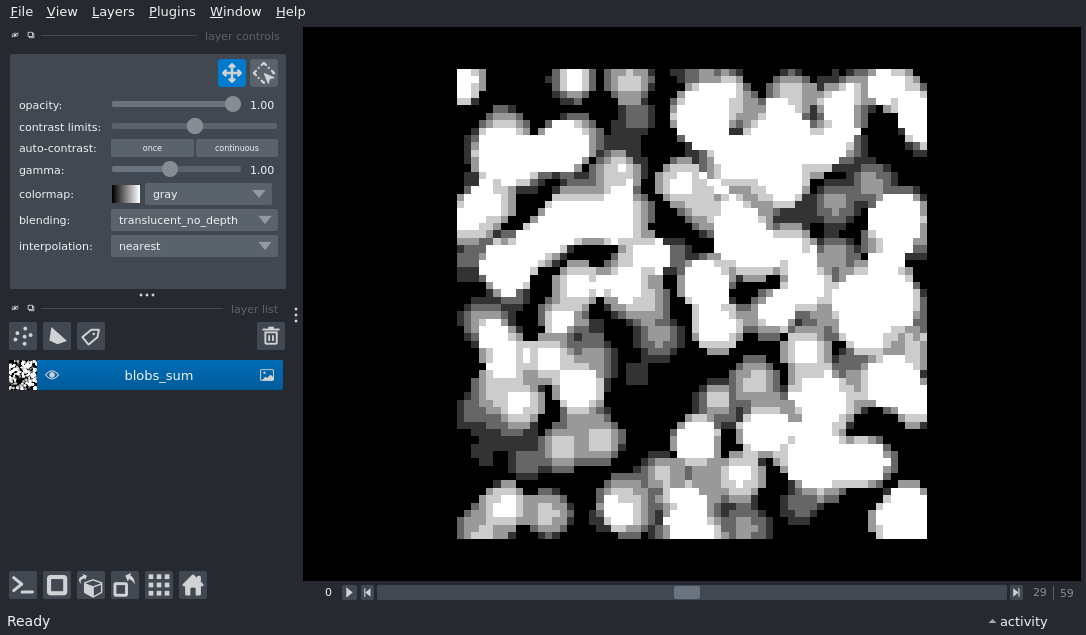 File View Layers Plugins Window Help
layer controls
opacity: 1.00
contrast limits:
auto-contrast: once continuous
gamma: 1.00
colormap: gray
blending: translucent_no_depth
interpolation: nearest
layer list
blobs_sum
0 29 59
Ready activity